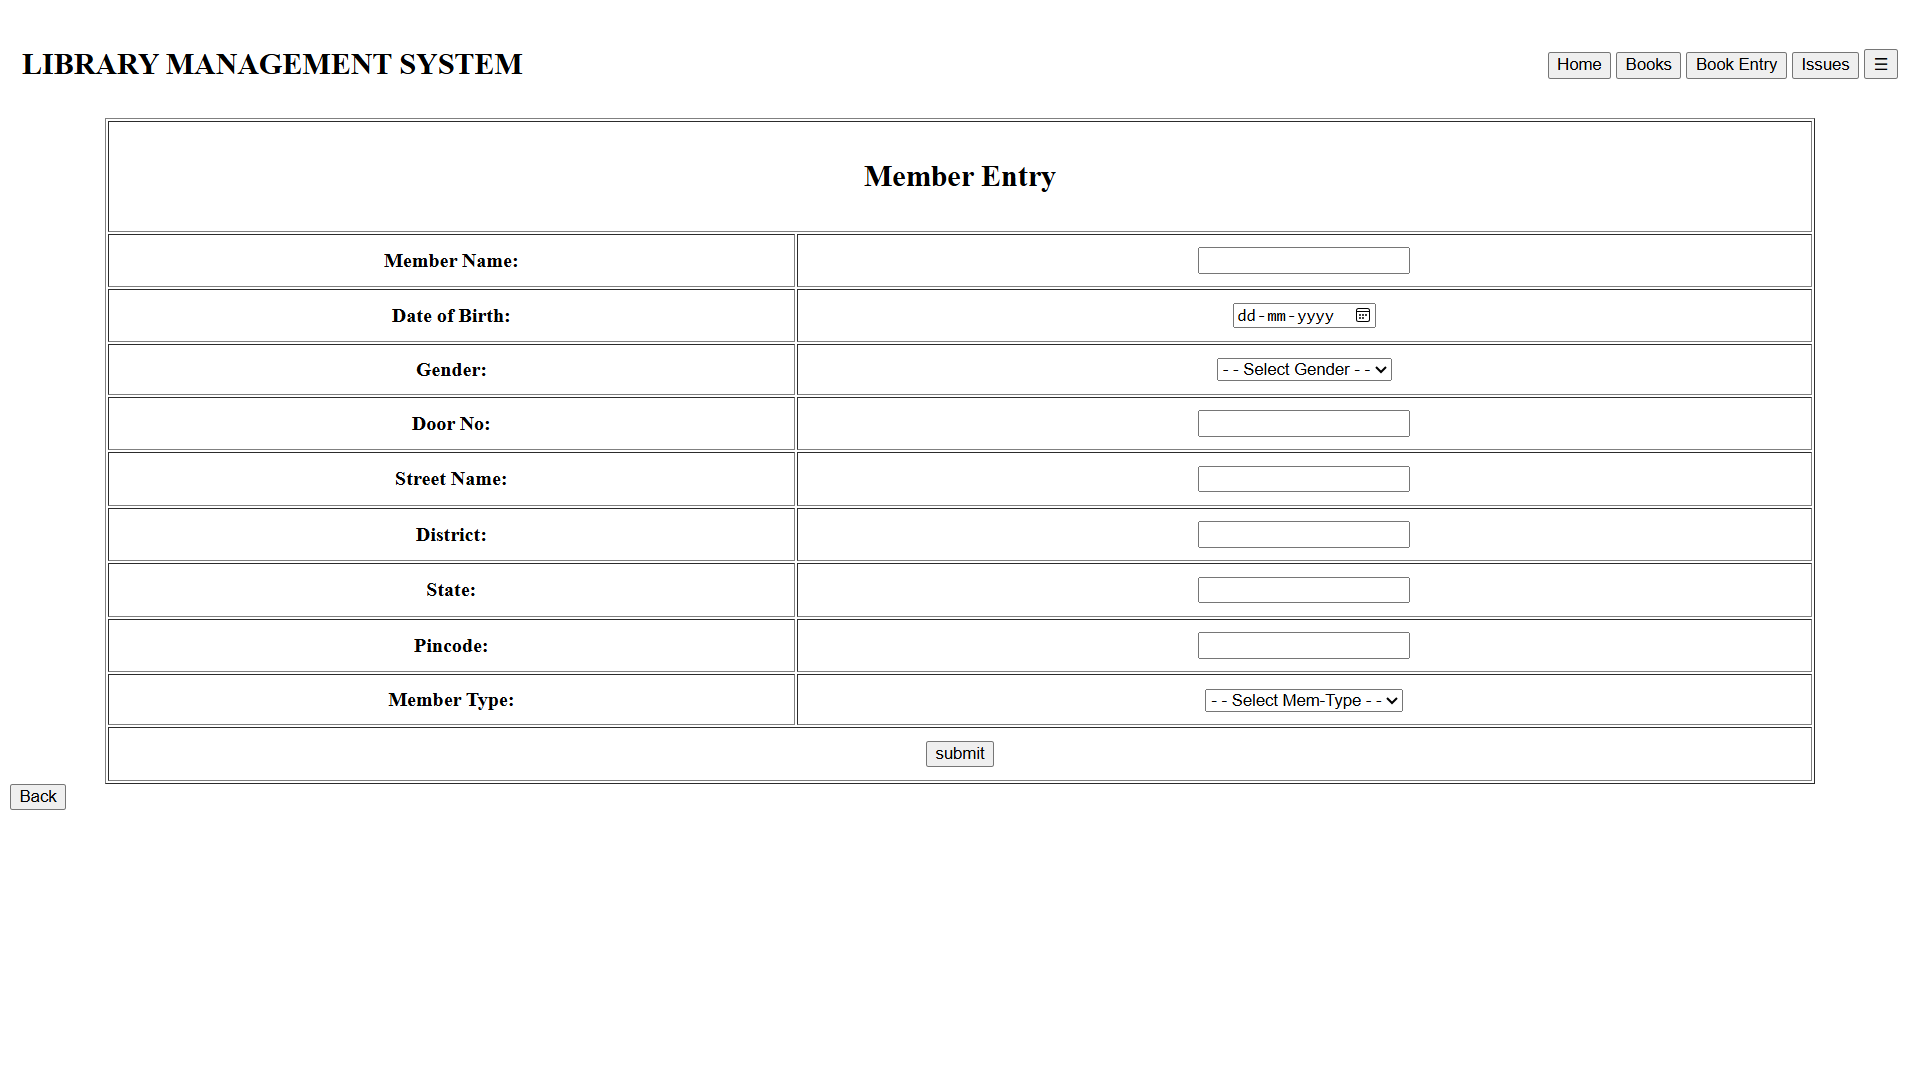 LIBRARY MANAGEMENT SYSTEM
Home Books Book Entry Issues ☰
Member Entry
Member Name:
Date of Birth: dd-mm-yyyy
Gender: - - Select Gender - -
Door No:
Street Name:
District:
State:
Pincode:
Member Type: - - Select Mem-Type - -
submit
Back